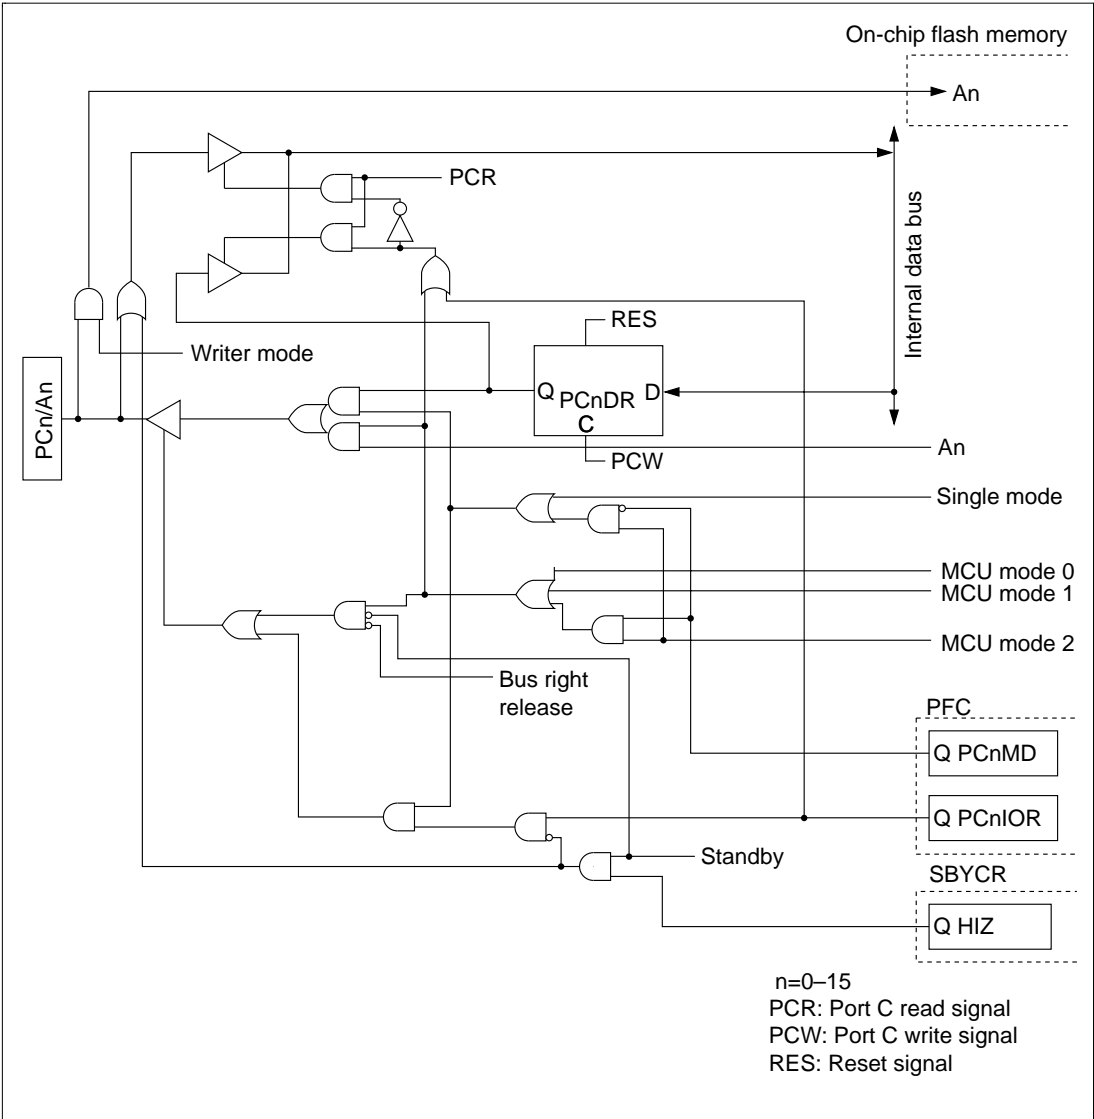 On-chip flash memory
An
PCR
Internal data bus
RES
Writer mode
PCn/An
Q PCnDR D
C
PCW
An
Single mode
MCU mode 0
MCU mode 1
MCU mode 2
Bus right
release
PFC
Q PCnMD
Q PCnIOR
Standby
SBYCR
Q HIZ
n=0–15
PCR: Port C read signal
PCW: Port C write signal
RES: Reset signal